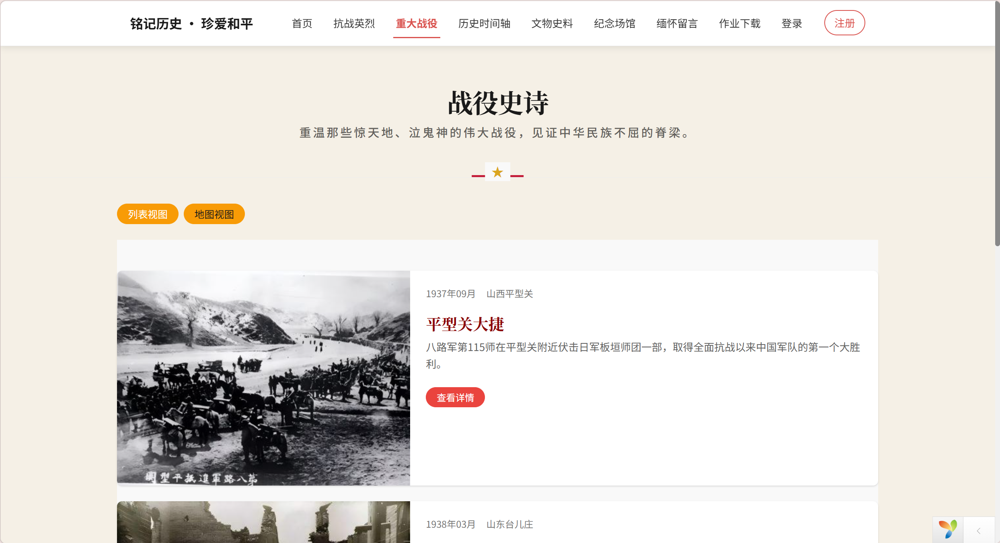 铭记历史 • 珍爱和平
首页
抗战英烈
重大战役
历史时间轴
文物史料
纪念场馆
缅怀留言
作业下载
登录
注册
战役史诗
重温那些惊天地、泣鬼神的伟大战役，见证中华民族不屈的脊梁。
列表视图
地图视图
1937年09月 山西平型关
平型关大捷
八路军第115师在平型关附近伏击日军板垣师团一部，取得全面抗战以来中国军队的第一个大胜
利。
查看详情
關型平抵進軍路八第
1938年03月 山东台儿庄